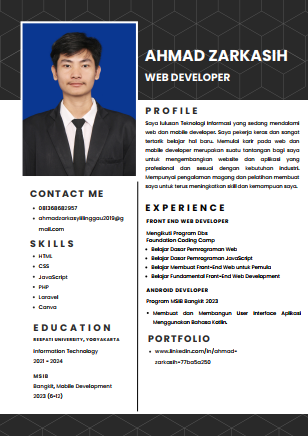 AHMAD ZARKASIH
WEB DEVELOPER
PROFILE
Saya lulusan Teknologi Informasi yang sedang mendalami
web dan mobile developer. Saya pekerja keras dan sangat
tertarik belajar hal baru. Memulai karir pada web dan
mobile developer merupakan suatu tantangan bagi saya
untuk mengembangkan website dan aplikasi yang
profesional dan sesuai dengan kebutuhan industri.
Mempunyai pengalaman magang dan pelatihan membuat
saya untuk terus meningkatkan skill dan kemampuan saya.
CONTACT ME
• 081368682957
• ahmadzarkasylllinggau2019@g
mail.com
SKILLS
• HTML
• CSS
• JavaScript
• PHP
• Laravel
• Canva
EDUCATION
RESPATI UNIVERSITY, YOGYAKARTA
Information Technology
2021 - 2024
MSIB
Bangkit, Mobile Development
2023 (6-12)
EXPERIENCE
FRONT END WEB DEVELOPER
Mengikuti Program Dbs
Foundation Coding Camp
• Belajar Dasar Pemrograman Web
• Belajar Dasar Pemrograman JavaScript
• Belajar Membuat Front-End Web untuk Pemula
• Belajar Fundamental Front-End Web Development
ANDROID DEVELOPER
Program MSIB Bangkit 2023
• Membuat dan Membangun User Interface Aplikasi
Menggunakan Bahasa Kotlin.
PORTFOLIO
• www.linkedin.com/in/ahmad-
zarkasih-77ba5a250